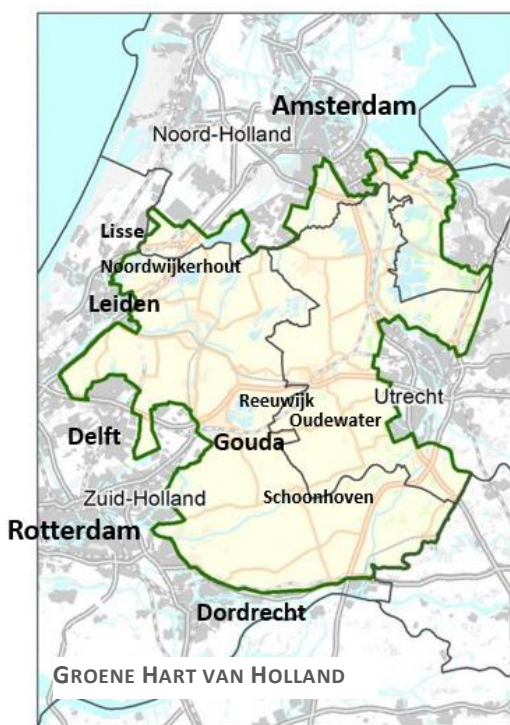 Amsterdam
Noord-Holland
Lisse
Noordwijkerhout
Leiden
Reeuwijk
Utrecht
Oudewater
Delft
Gouda
Zuid-Holland
Schoonhoven
Rotterdam
Dordrecht
GROENE HART VAN HOLLAND